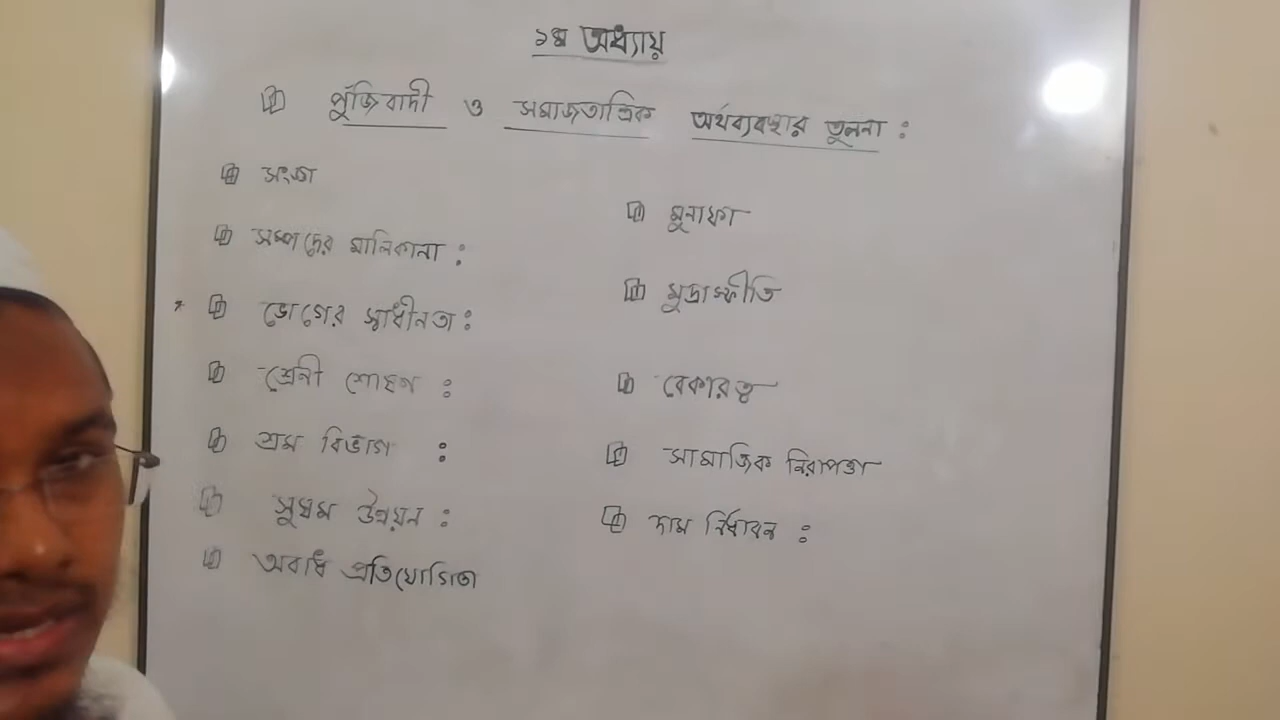 ১ম অধ্যায়
পুঁজিবাদী ও সমাজতান্ত্রিক অর্থব্যবস্থার তুলনা :
সংজ্ঞা
সম্পদের মালিকানা :
ভোগের স্বাধীনতা :
শ্রেনী শোষণ :
শ্রম বিভাগ :
সুষম উন্নয়ন :
অবাধ প্রতিযোগিতা
মুনাফা
মুদ্রাস্ফীতি
বেকারত্ব
সামাজিক নিরাপত্তা
দাম নির্ধারন :